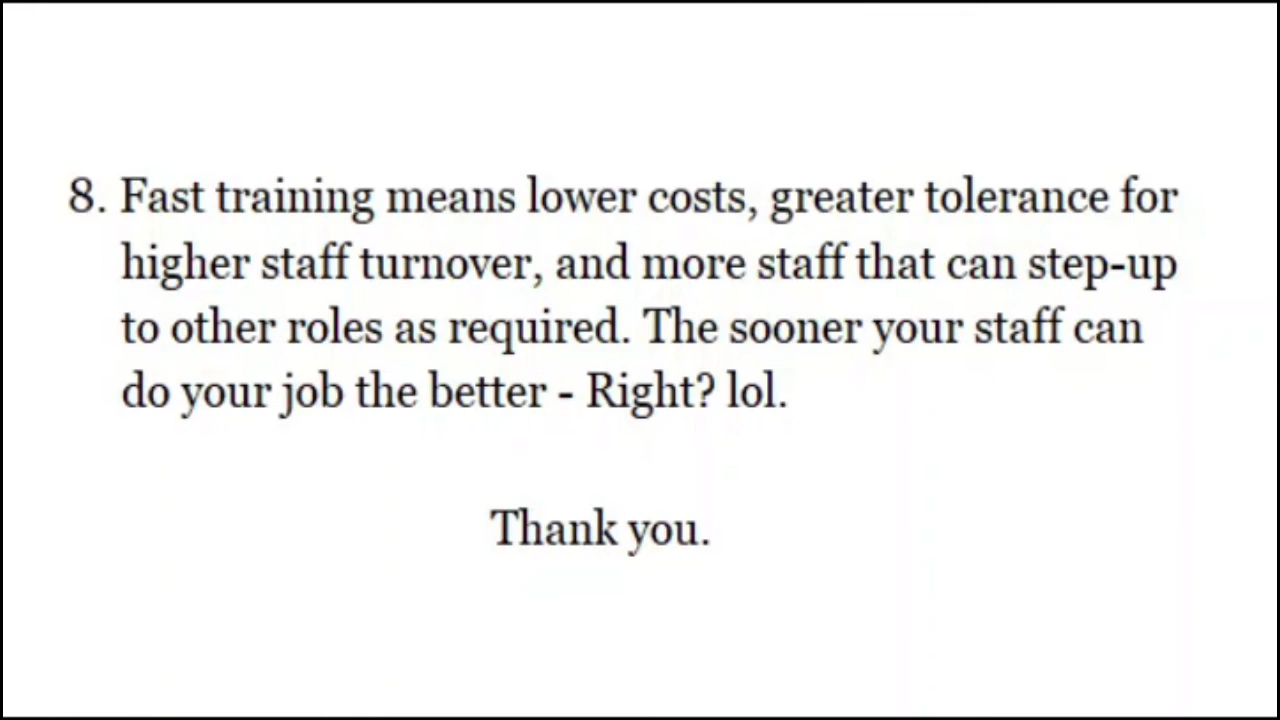 8. Fast training means lower costs, greater tolerance for
higher staff turnover, and more staff that can step-up
to other roles as required. The sooner your staff can
do your job the better - Right? lol.
Thank you.